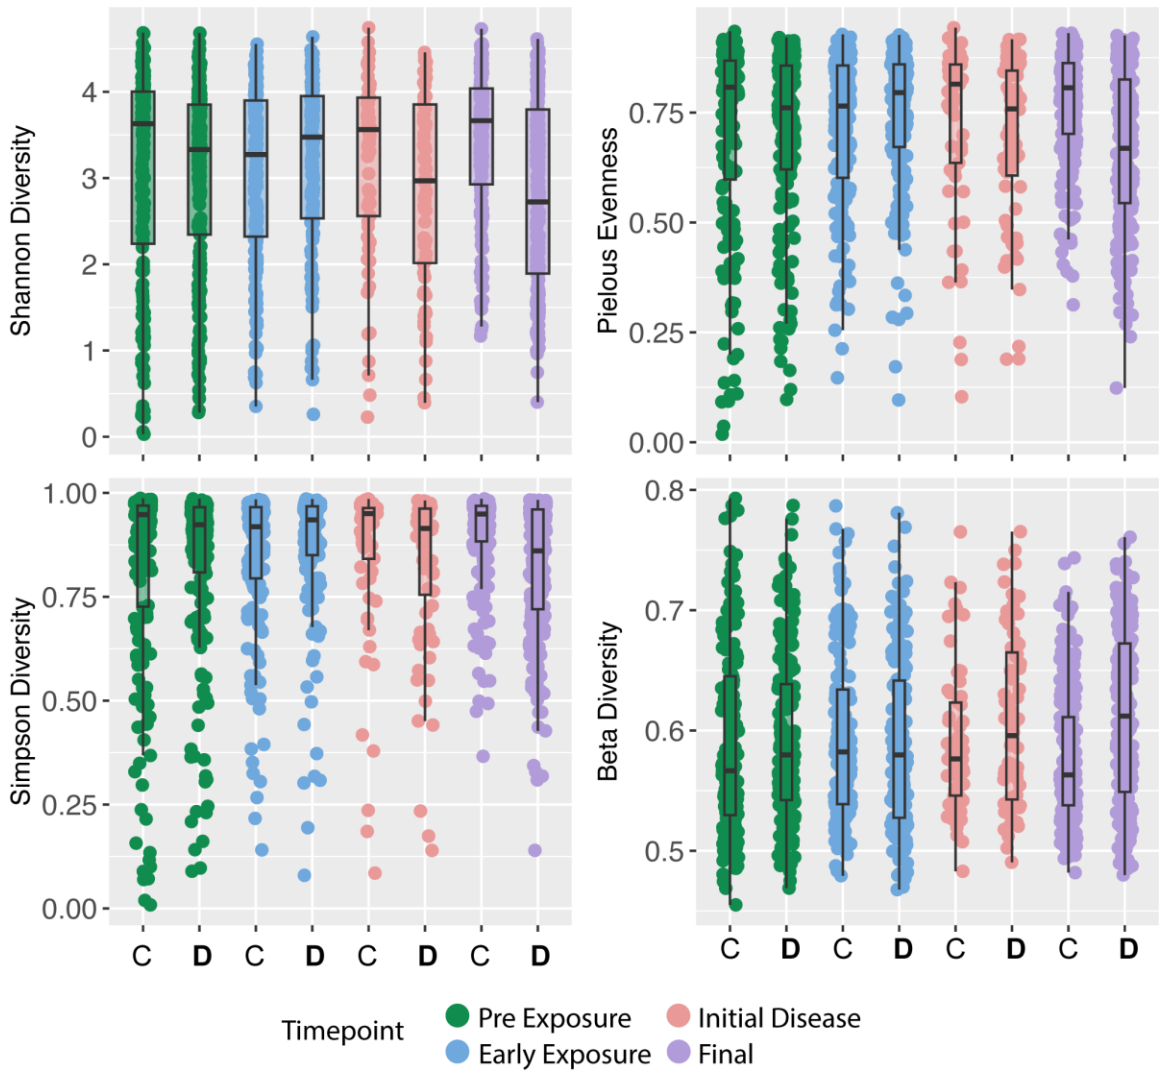 Shannon Diversity
4
3
2
1
0
Pielous Evenness
0.75
0.50
0.25
0.00
Simpson Diversity
1.00
0.75
0.50
0.25
0.00
Beta Diversity
0.8
0.7
0.6
0.5
C D C D C D C D
C D C D C D C D
Timepoint
Pre Exposure
Initial Disease
Early Exposure
Final